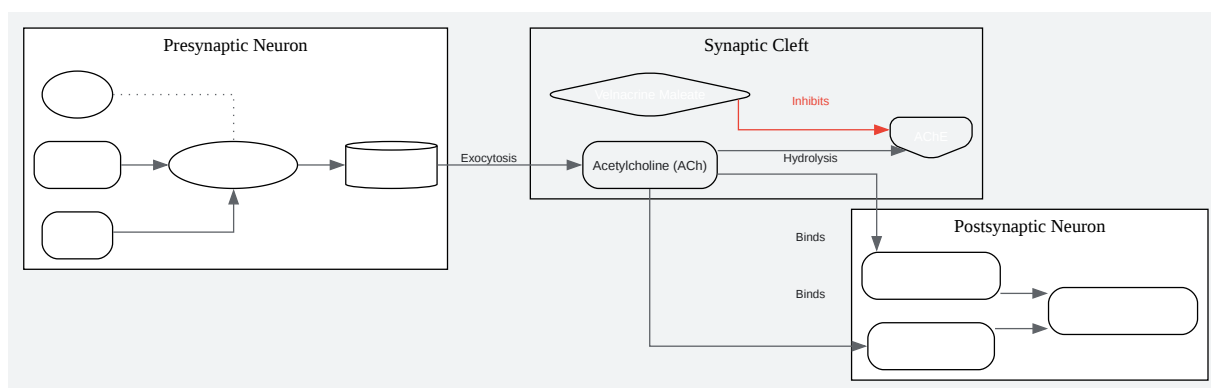 Presynaptic Neuron
Synaptic Cleft
Velnacrine Maleate
Inhibits
AChE
Exocytosis
Acetylcholine (ACh)
Hydrolysis
Postsynaptic Neuron
Binds
Binds